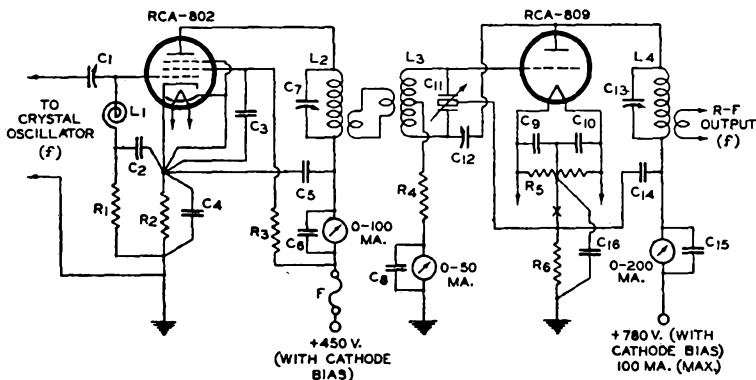 RCA-802
RCA-809
C1
L1
C2
R1
R2
C4
C3
TO
CRYSTAL
OSCILLATOR
(f)
L2
C7
C5
C6
R3
0-100
MA.
F
+450 V.
(WITH CATHODE
BIAS)
L3
C11
C12
R4
C8
0-50
MA.
C9
C10
R5
R6
C16
L4
C13
C14
C15
R-F
OUTPUT
(f)
0-200
MA.
+780 V. (WITH
CATHODE BIAS)
100 MA. (MAX.)